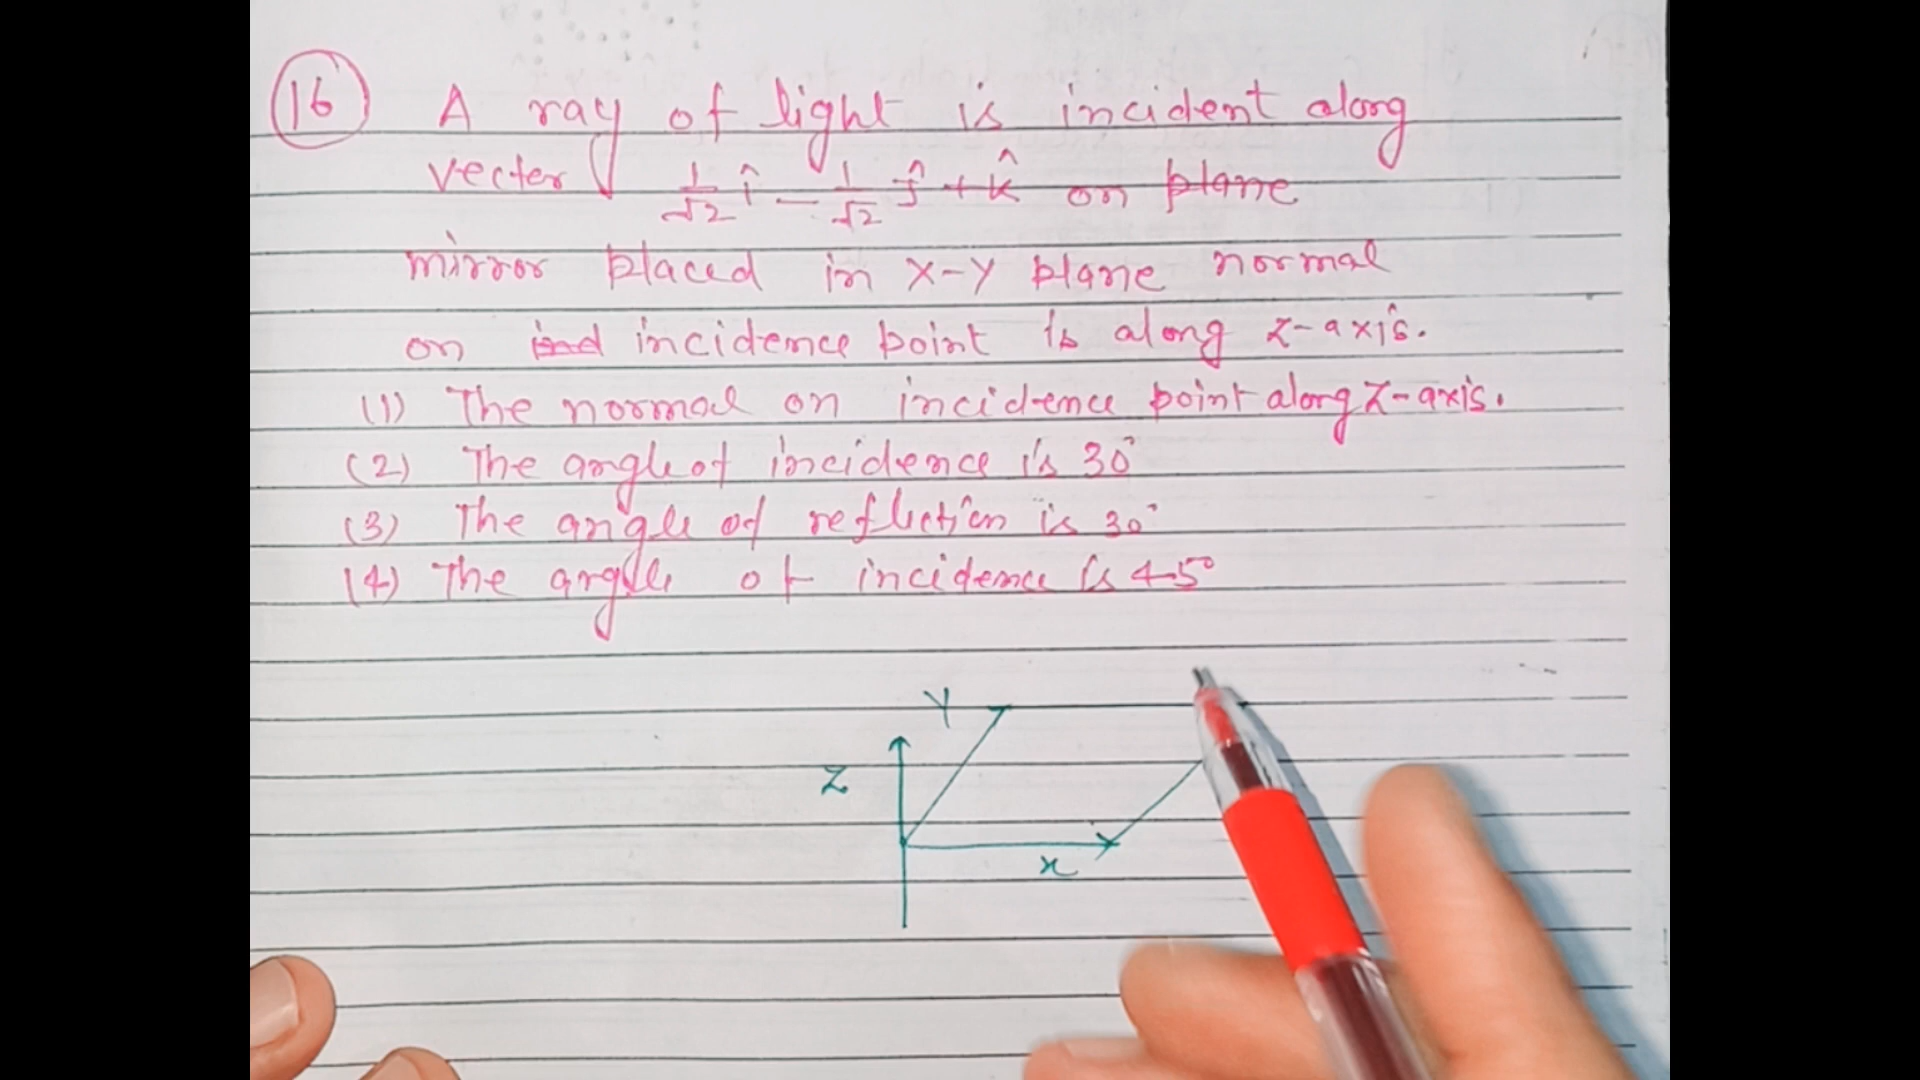 16 A ray of light is incident along
vecter 1/√2 î - 1/√2 ĵ + k̂ on plane
mirror placed in X-Y plane normal
on ind incidence point is along Z-axis.
(1) The normal on incidence point along Z-axis.
(2) The angle of incidence is 30°
(3) The angle of reflection is 30°
(4) The angle of incidence is 45°
Y
Z
x